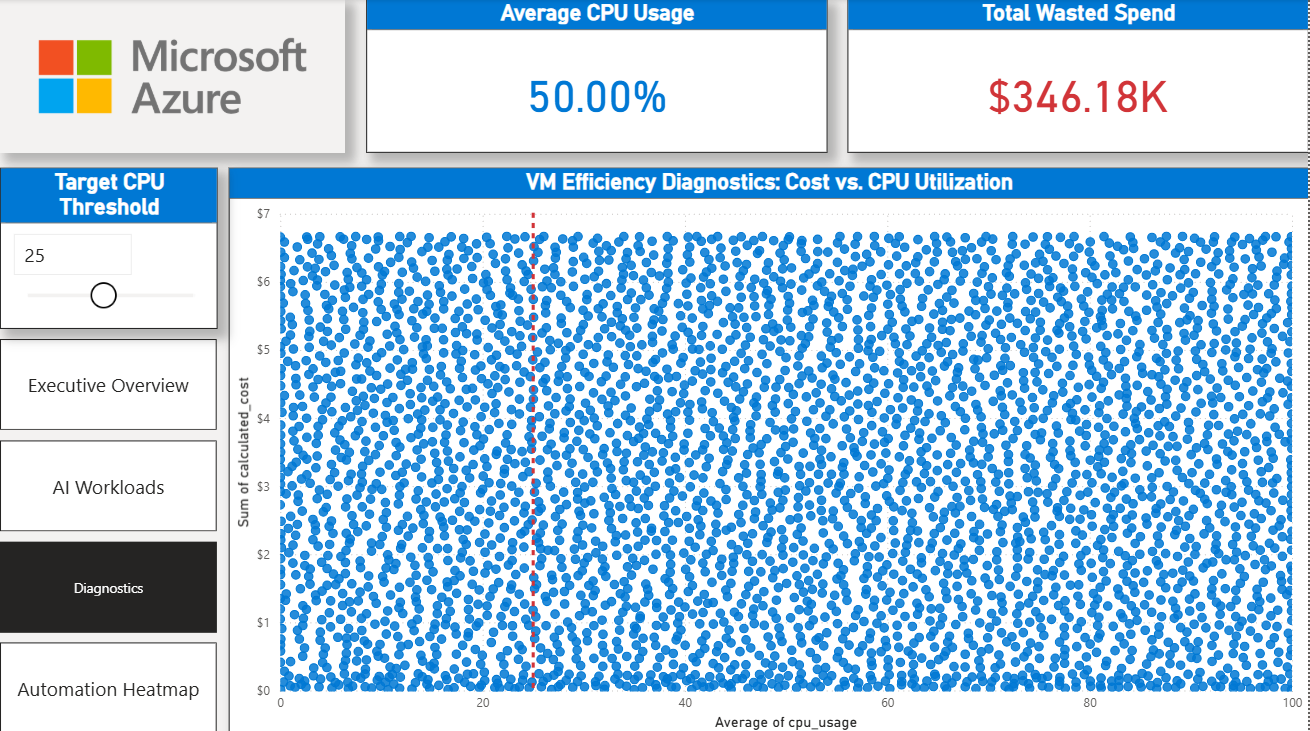 Microsoft
Azure
Average CPU Usage
50.00%
Total Wasted Spend
$346.18K
Target CPU
Threshold
25
Executive Overview
AI Workloads
Diagnostics
Automation Heatmap
VM Efficiency Diagnostics: Cost vs. CPU Utilization
Sum of calculated_cost
$7
$6
$5
$4
$3
$2
$1
$0
0
20
40
60
80
100
Average of cpu_usage